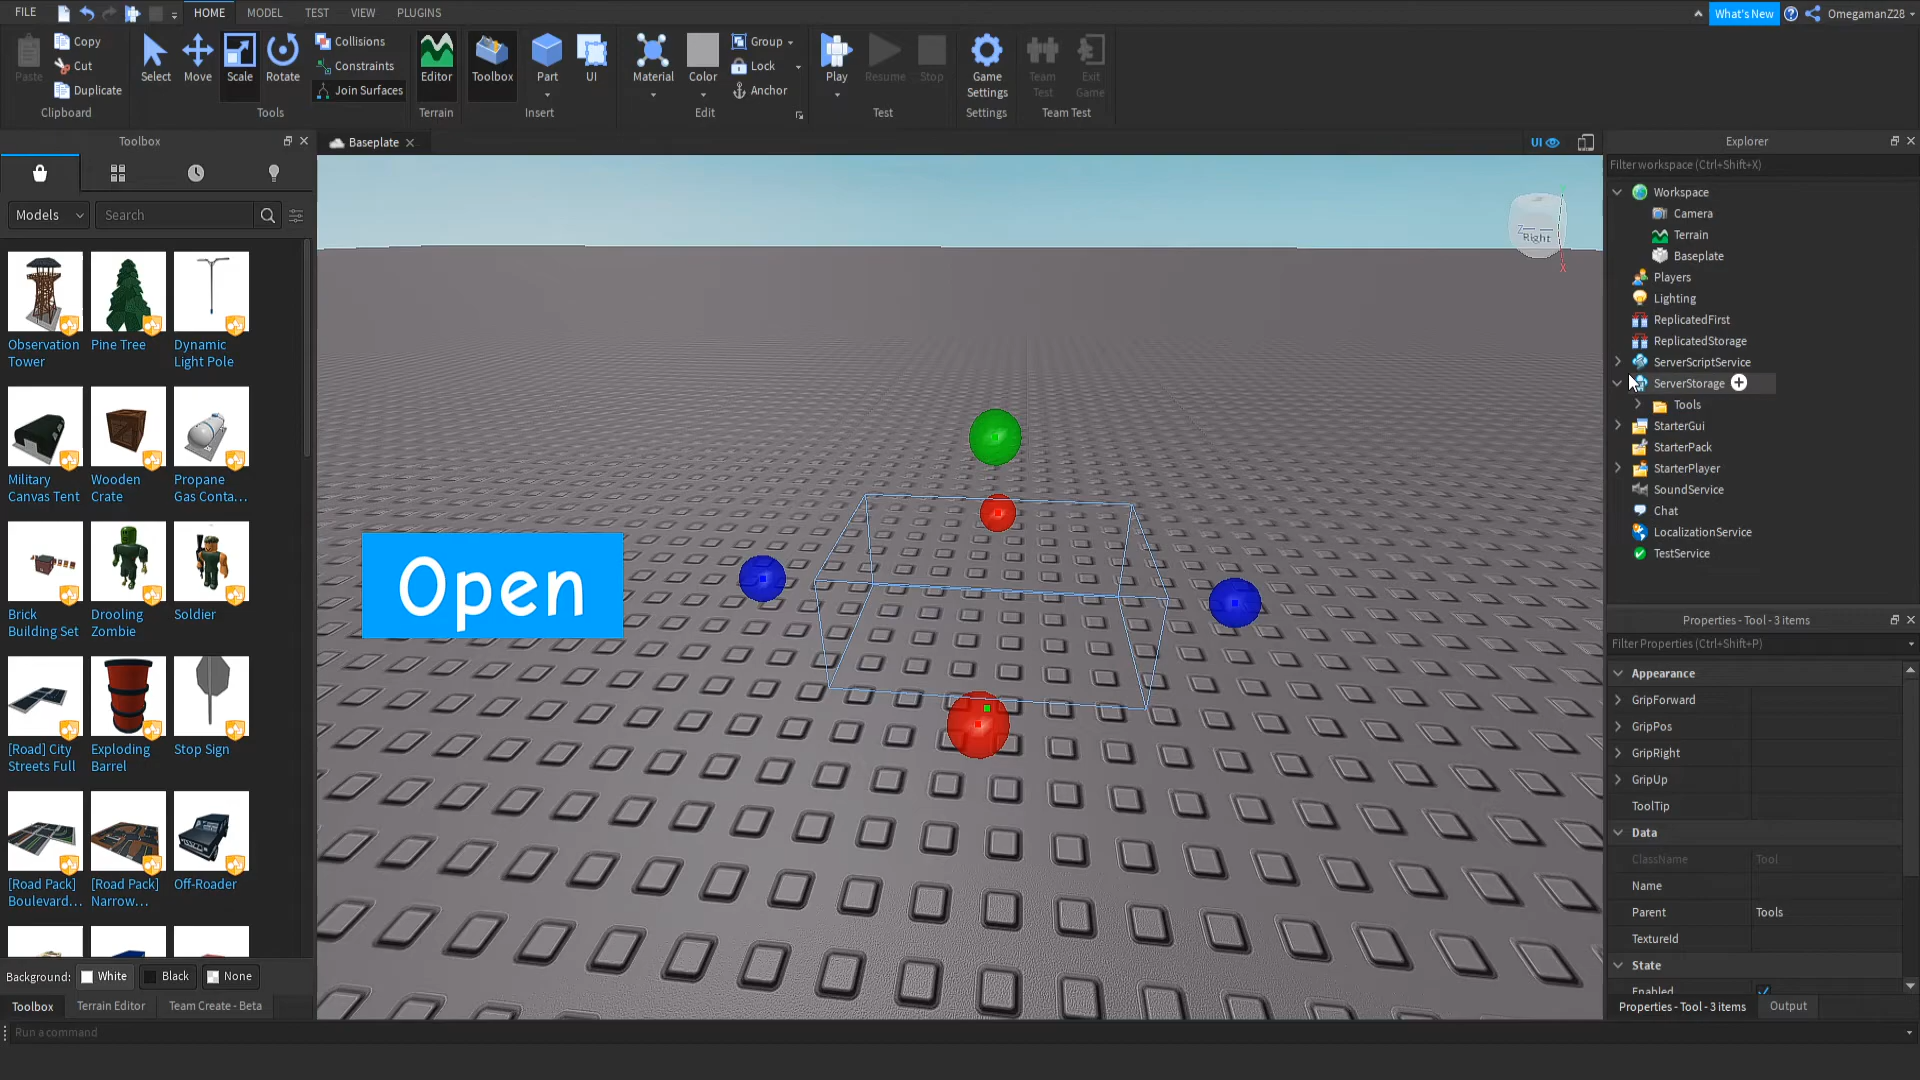 FILE HOME MODEL TEST VIEW PLUGINS What's New OmegamanZ28
Paste Copy Cut Duplicate Clipboard
Select Move Scale Rotate Collisions Constraints Join Surfaces Tools
Editor Terrain
Toolbox Part UI Insert
Material Color Group Lock Anchor Edit
Play Resume Stop Test
Game Settings Settings
Team Test Exit Game Team Test
Toolbox
Models Search
Observation Tower
Pine Tree
Dynamic Light Pole
Military Canvas Tent
Wooden Crate
Propane Gas Conta...
Brick Building Set
Drooling Zombie
Soldier
[Road] City Streets Full
Exploding Barrel
Stop Sign
[Road Pack] Boulevard...
[Road Pack] Narrow...
Off-Roader
Background: White Black None
Toolbox Terrain Editor Team Create - Beta
Run a command
Baseplate UI
Right
Z
X
Open
Explorer
Filter workspace (Ctrl+Shift+X)
Workspace
Camera
Terrain
Baseplate
Players
Lighting
ReplicatedFirst
ReplicatedStorage
ServerScriptService
ServerStorage
Tools
StarterGui
StarterPack
StarterPlayer
SoundService
Chat
LocalizationService
TestService
Properties - Tool - 3 items
Filter Properties (Ctrl+Shift+P)
Appearance
GripForward
GripPos
GripRight
GripUp
ToolTip
Data
ClassName Tool
Name
Parent Tools
TextureId
State
Enabled
Properties - Tool - 3 items Output